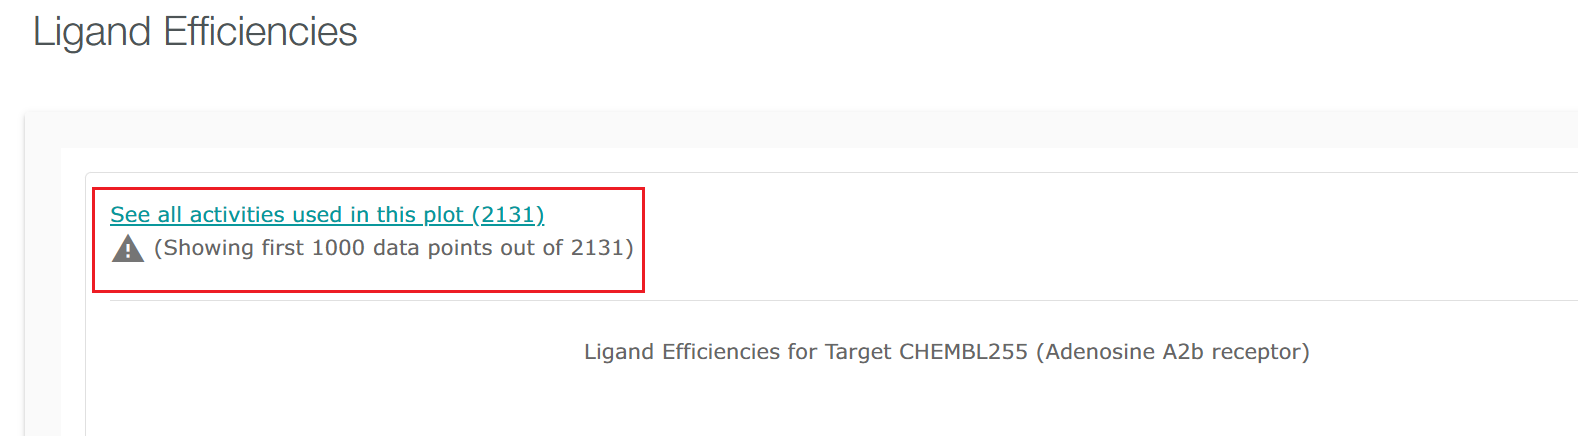 Ligand Efficiencies
See all activities used in this plot (2131)
(Showing first 1000 data points out of 2131)
Ligand Efficiencies for Target CHEMBL255 (Adenosine A2b receptor)